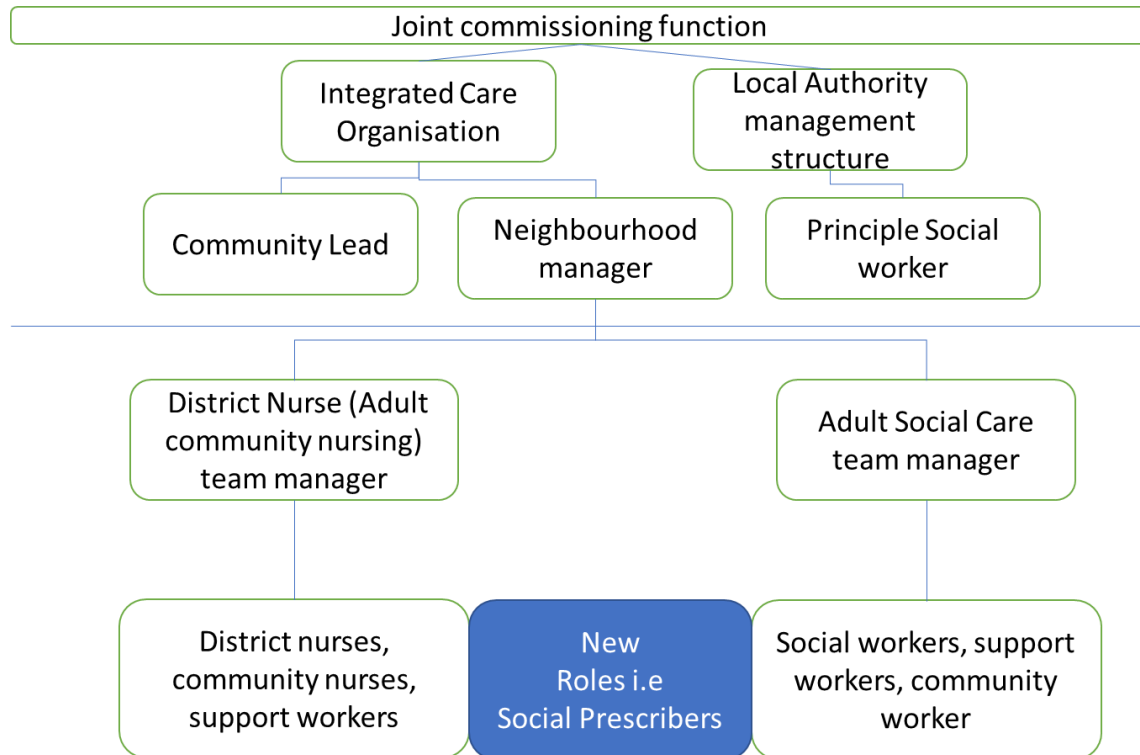 Joint commissioning function
Integrated Care
Organisation
Local Authority
management
structure
Community Lead
Neighbourhood
manager
Principle Social
worker
District Nurse (Adult
community nursing)
team manager
Adult Social Care
team manager
District nurses,
community nurses,
support workers
New
Roles i.e
Social Prescribers
Social workers, support
workers, community
worker